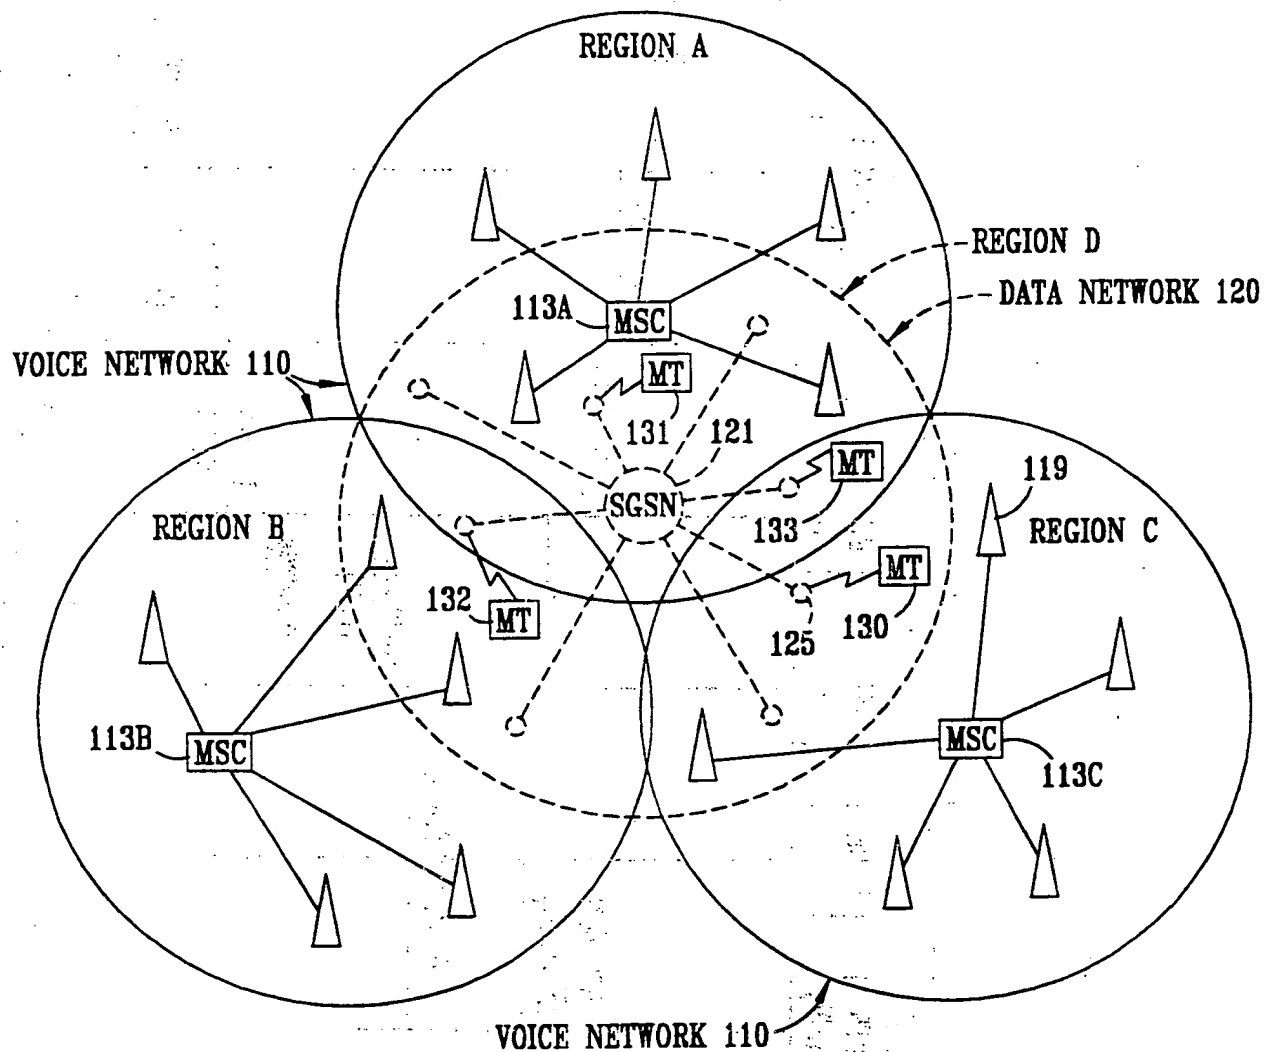 REGION A
REGION D
DATA NETWORK 120
113A
MSC
VOICE NETWORK 110
MT
131
121
MT
119
SGSN
133
REGION B
REGION C
MT
132
MT
125
130
113B
MSC
MSC
113C
VOICE NETWORK 110